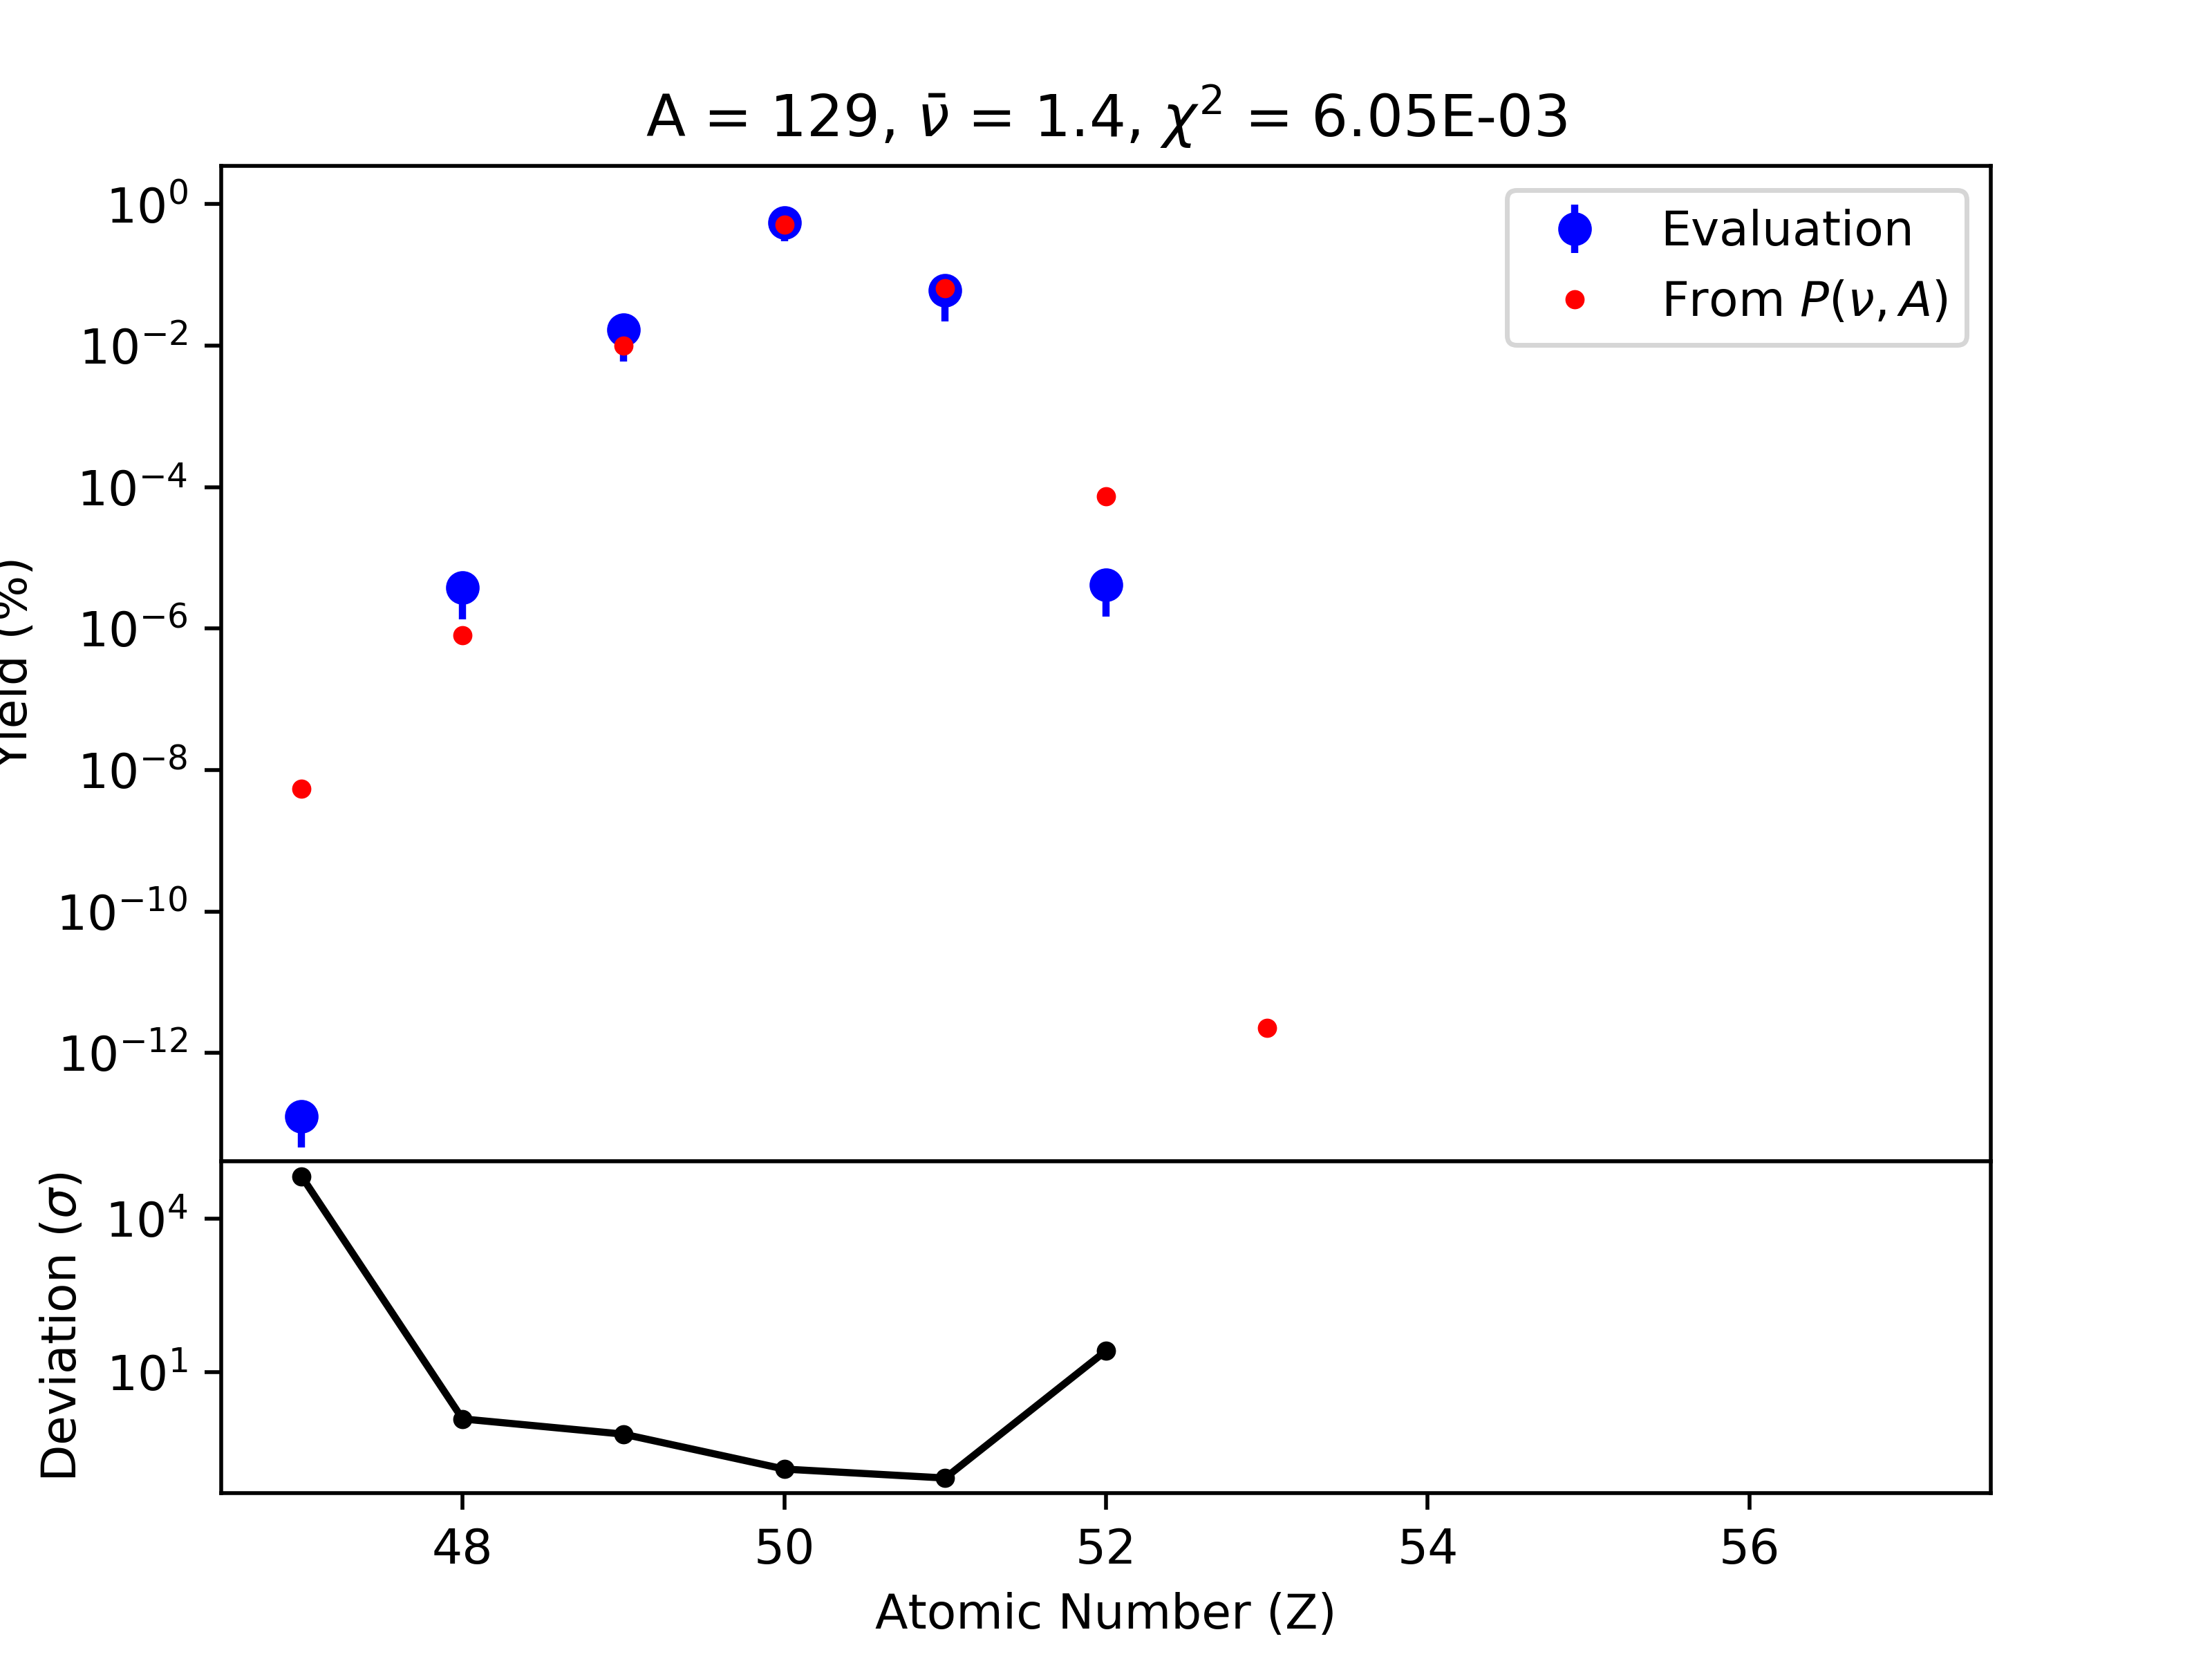 A = 129, ν̄ = 1.4, χ² = 6.05E-03
Evaluation
From P(ν, A)
Yield (%)
10⁰
10⁻²
10⁻⁴
10⁻⁶
10⁻⁸
10⁻¹⁰
10⁻¹²
Deviation (σ)
10⁴
10¹
48 50 52 54 56
Atomic Number (Z)